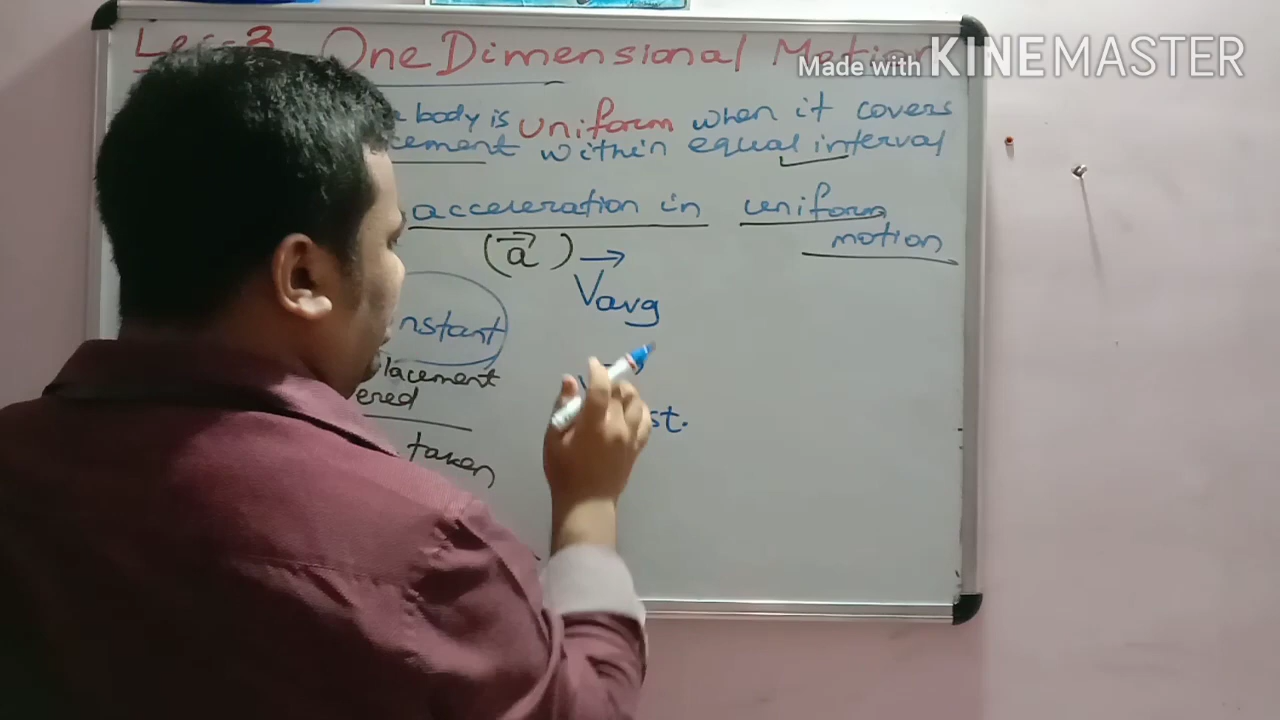 Lec-3 One Dimensional Motion
Made with KINEMASTER
body is uniform when it covers
cement within equal interval
acceleration in uniform
motion
(a)
Vavg
nstant
lacement
ered
taken
st.